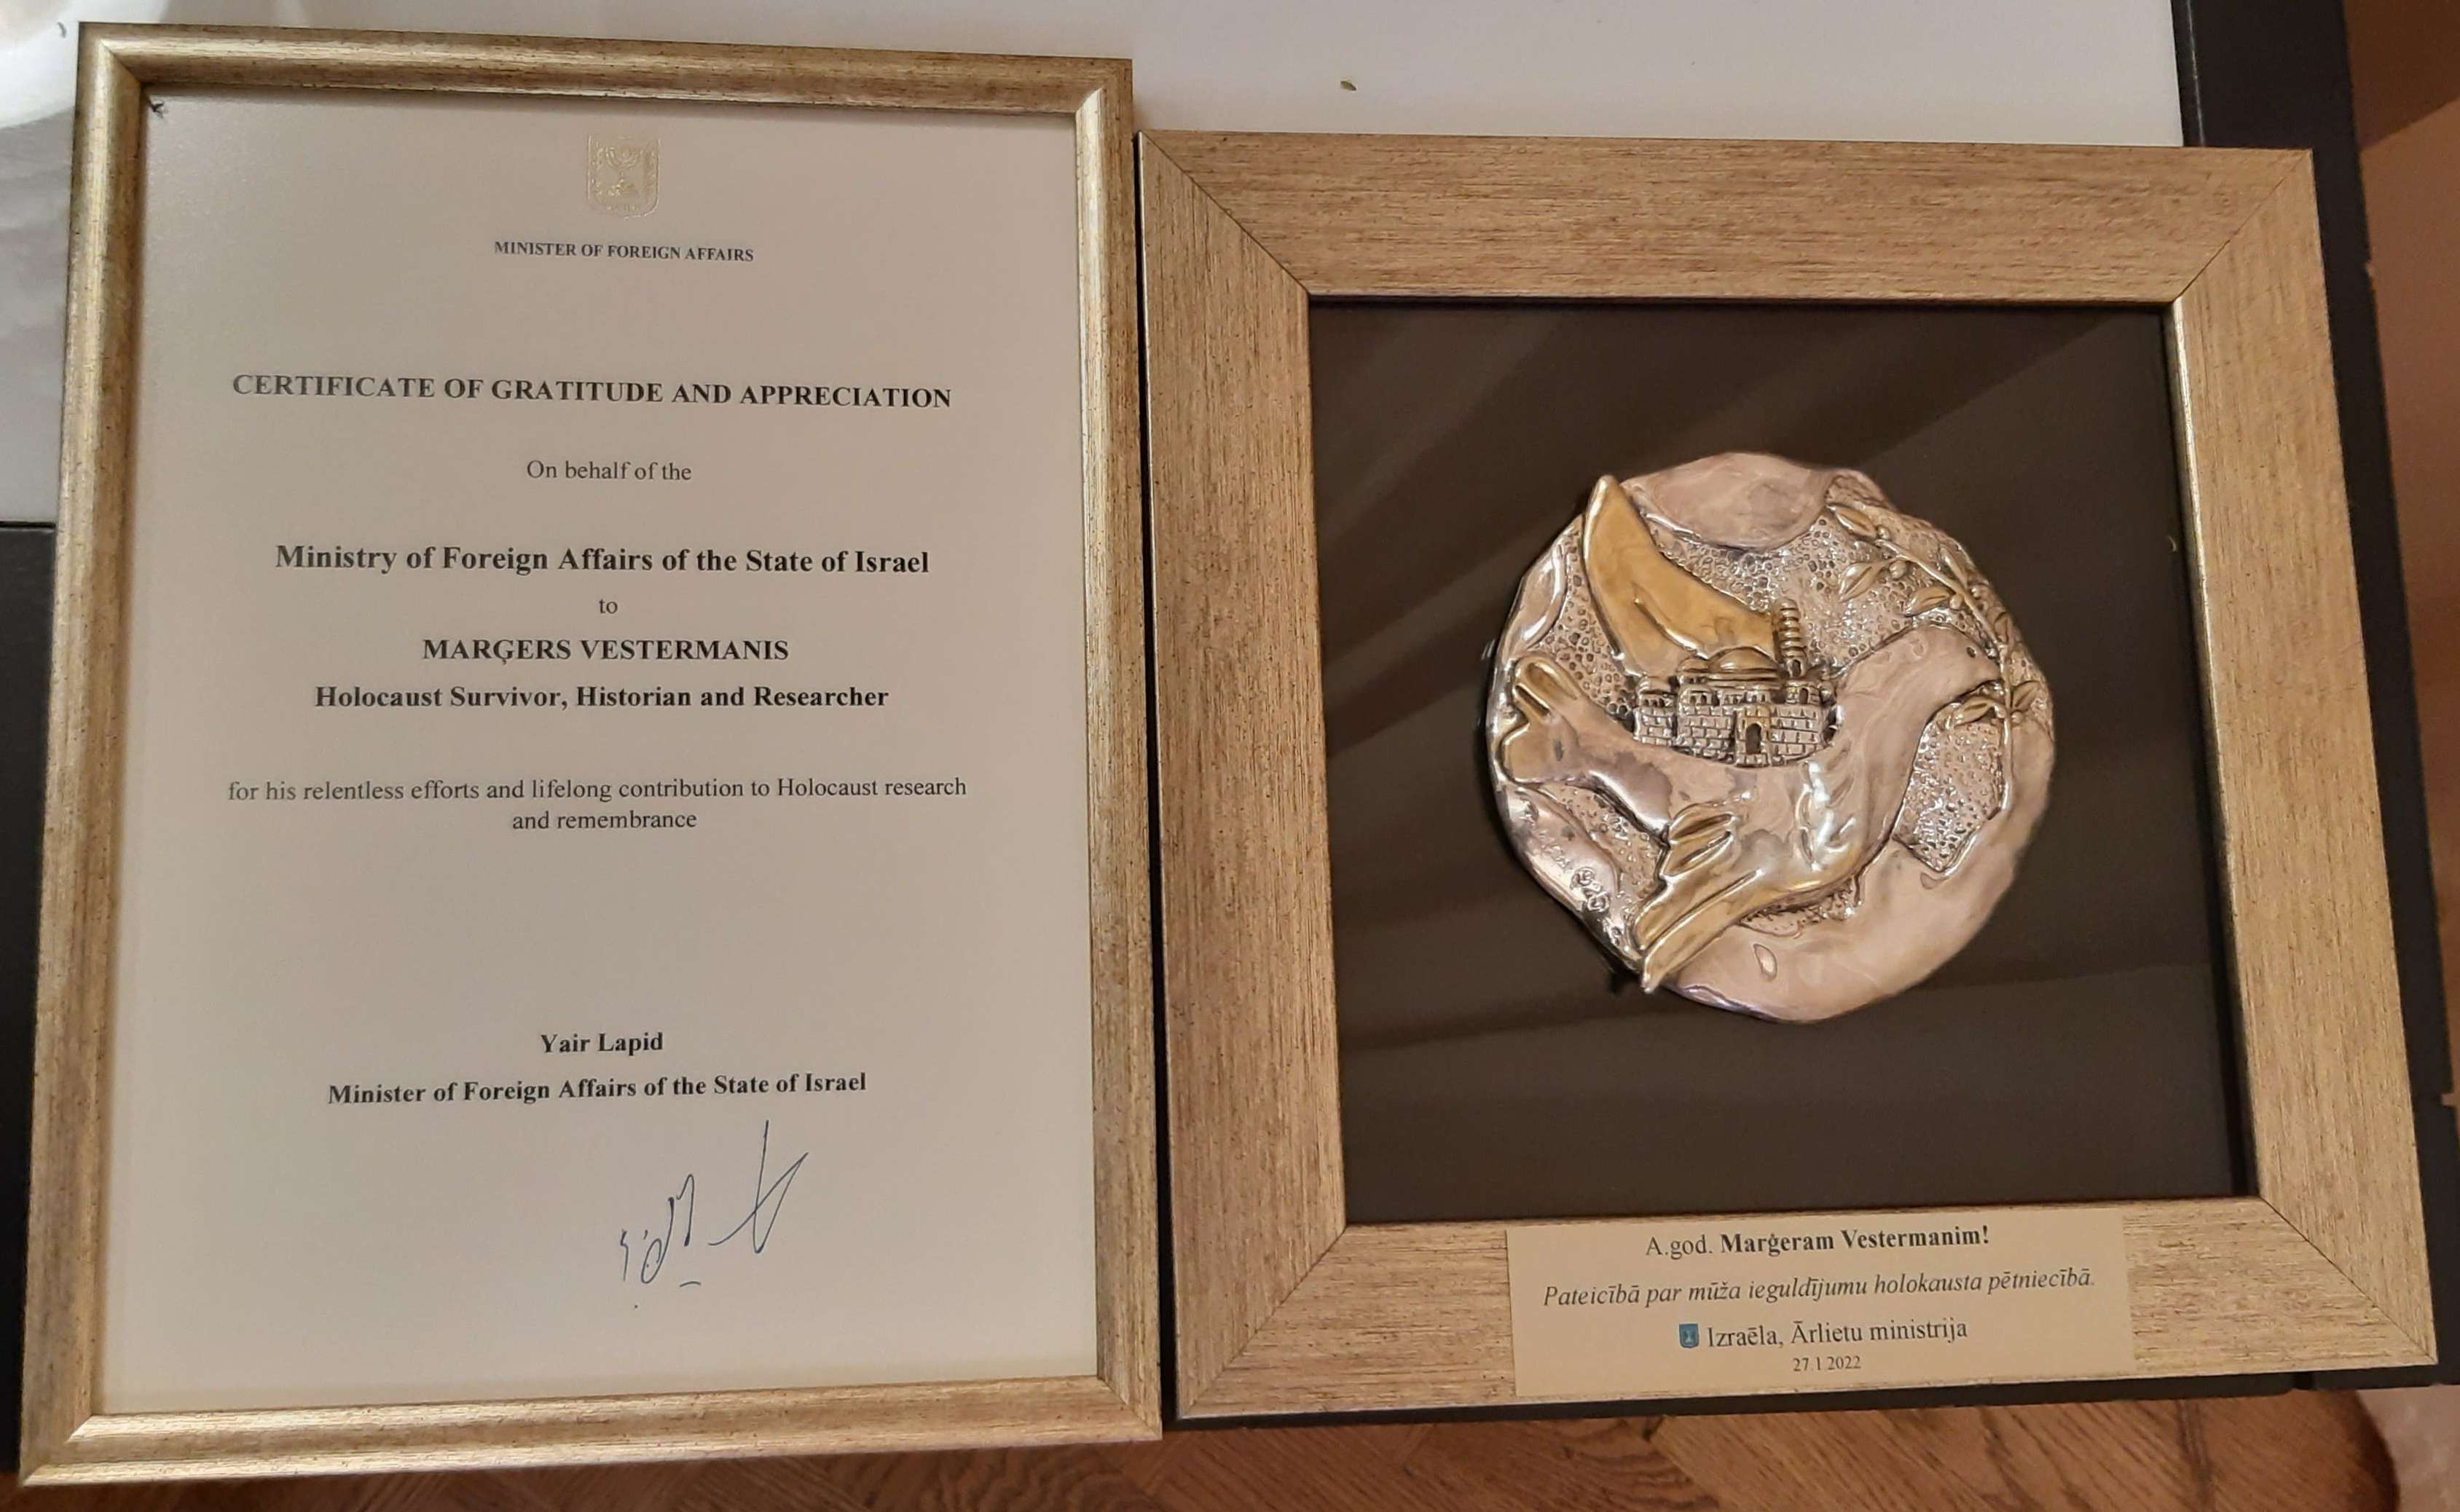 MINISTER OF FOREIGN AFFAIRS
CERTIFICATE OF GRATITUDE AND APPRECIATION
On behalf of the
Ministry of Foreign Affairs of the State of Israel
to
MARĢERS VESTERMANIS
Holocaust Survivor, Historian and Researcher
for his relentless efforts and lifelong contribution to Holocaust research
and remembrance
Yair Lapid
Minister of Foreign Affairs of the State of Israel
A.god. Marģeram Vestermanim!
Pateicībā par mūža ieguldījumu holokausta pētniecībā.
Izraēla, Ārlietu ministrija
27.1.2022